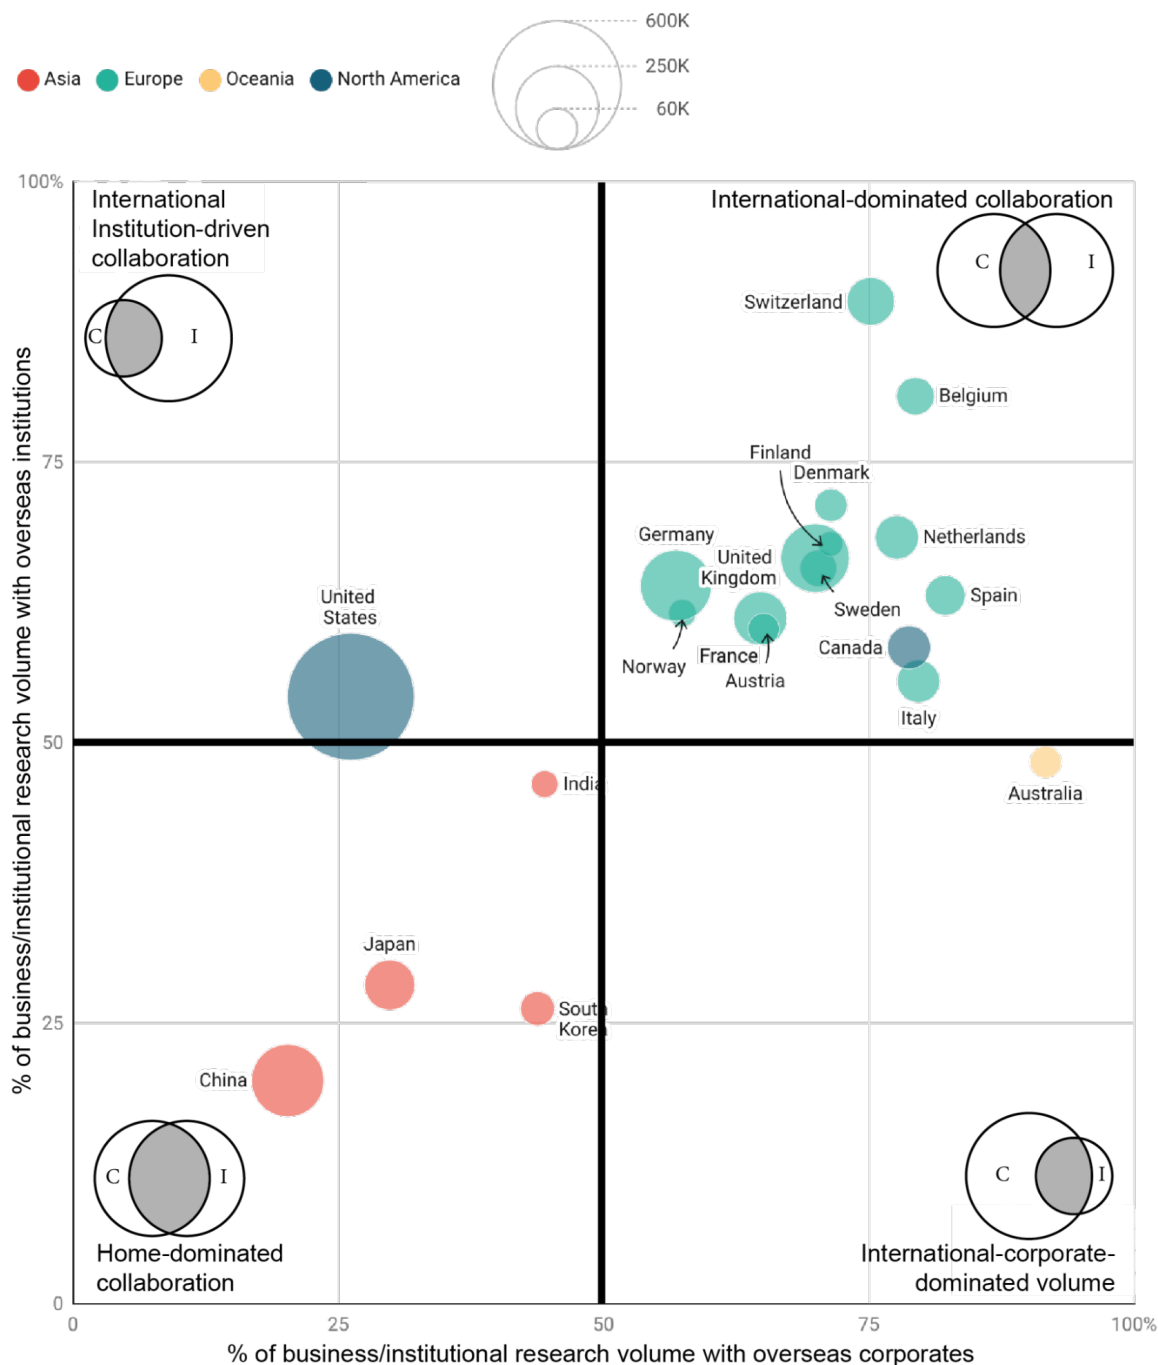 600K
250K
60K
Asia
Europe
Oceania
North America
100%
75
50
25
0
% of business/institutional research volume with overseas institutions
International
Institution-driven
collaboration
C
I
International-dominated collaboration
C
I
Switzerland
Belgium
Finland
Denmark
Germany
United
Kingdom
Netherlands
Sweden
Spain
Norway
France
Austria
Canada
Italy
United
States
India
Australia
Japan
South
Korea
China
C
I
Home-dominated
collaboration
C
I
International-corporate-
dominated volume
0
25
50
75
100%
% of business/institutional research volume with overseas corporates